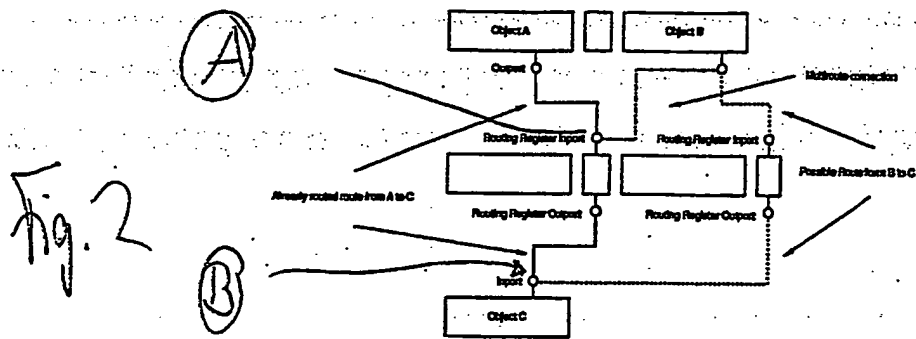 A
Object A
Object B
Outport
Multiroute connection
Routing Register Inport
Routing Register Inport
Fig. 2
Already routed route from A to C
Possible Route from B to C
Routing Register Outport
Routing Register Outport
B
Inport
Object C